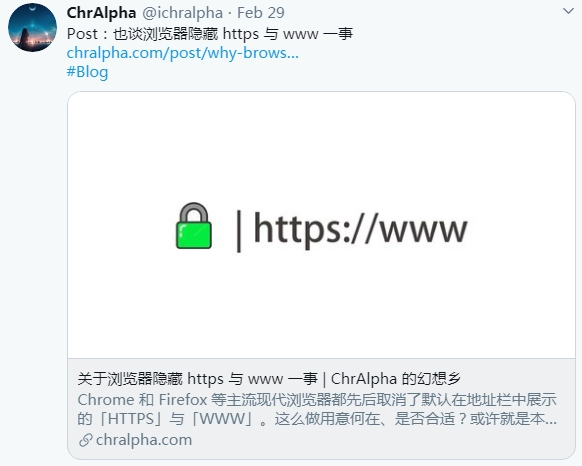 ChrAlpha @ichralpha · Feb 29
Post：也谈浏览器隐藏 https 与 www 一事
chralpha.com/post/why-brows...
#Blog
| https://www
关于浏览器隐藏 https 与 www 一事 | ChrAlpha 的幻想乡
Chrome 和 Firefox 等主流现代浏览器都先后取消了默认在地址栏中展示
的「HTTPS」与「WWW」。这么做用意何在、是否合适？或许就是本...
chralpha.com